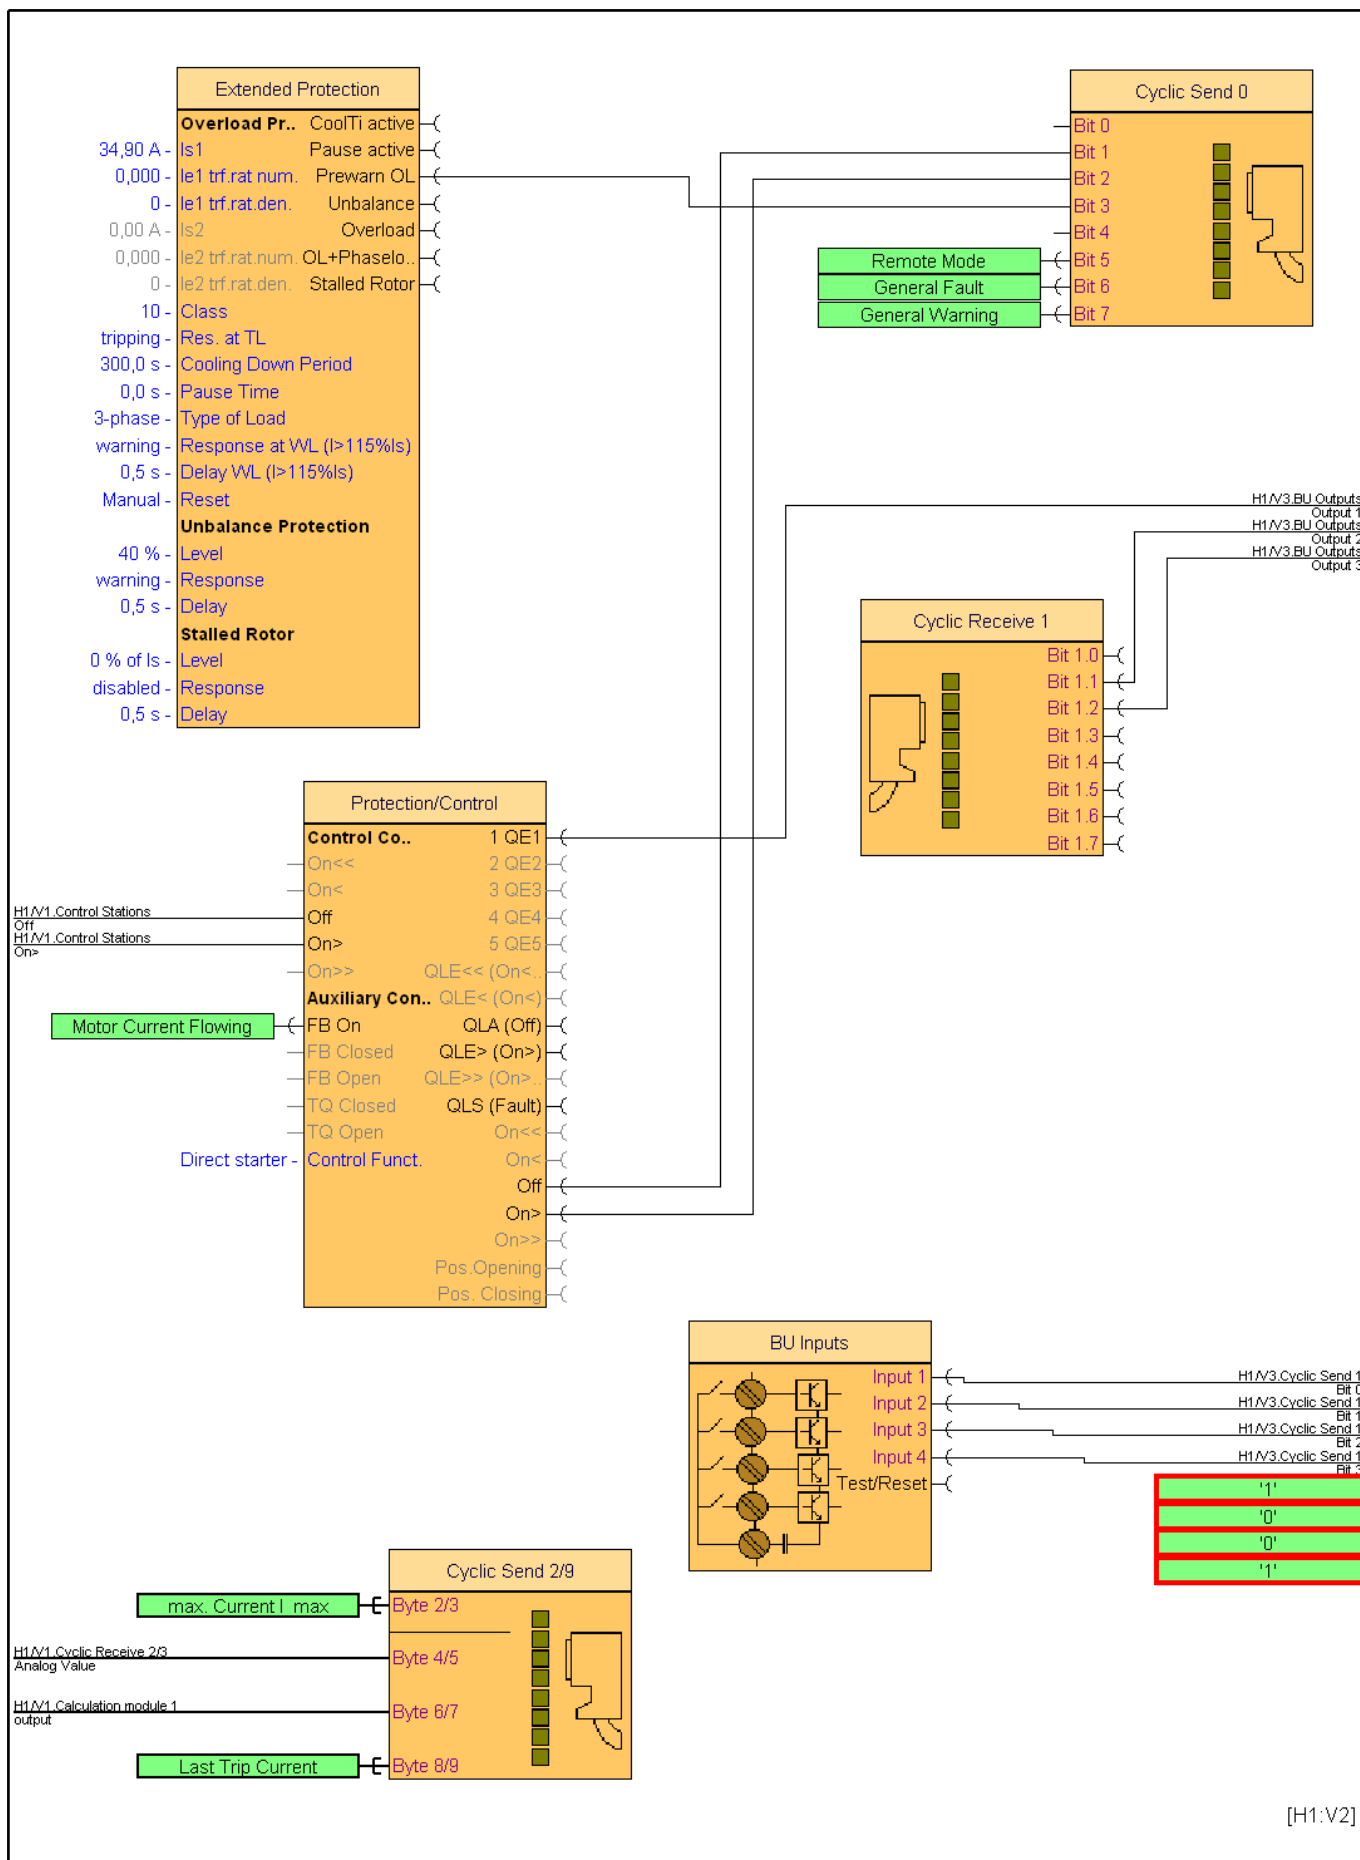 Extended Protection
Overload Pr.. CoolTi active
34,90 A - Is1 Pause active
0,000 - Ie1 trf.rat num. Prewarn OL
0 - Ie1 trf.rat.den. Unbalance
0,00 A - Is2 Overload
0,000 - Ie2 trf.rat.num. OL+Phaselo..
0 - Ie2 trf.rat.den. Stalled Rotor
10 - Class
tripping - Res. at TL
300,0 s - Cooling Down Period
0,0 s - Pause Time
3-phase - Type of Load
warning - Response at WL (I>115%Is)
0,5 s - Delay WL (I>115%Is)
Manual - Reset
Unbalance Protection
40 % - Level
warning - Response
0,5 s - Delay
Stalled Rotor
0 % of Is - Level
disabled - Response
0,5 s - Delay
Cyclic Send 0
Bit 0
Bit 1
Bit 2
Bit 3
Bit 4
Remote Mode Bit 5
General Fault Bit 6
General Warning Bit 7
H1/V3.BU Outputs
Output 1
H1/V3.BU Outputs
Output 2
H1/V3.BU Outputs
Output 3
Cyclic Receive 1
Bit 1.0
Bit 1.1
Bit 1.2
Bit 1.3
Bit 1.4
Bit 1.5
Bit 1.6
Bit 1.7
Protection/Control
Control Co.. 1 QE1
On<< 2 QE2
On< 3 QE3
H1/V1.Control Stations
Off
Off 4 QE4
H1/V1.Control Stations
On>
On> 5 QE5
On>> QLE<< (On<..
Auxiliary Con.. QLE< (On<)
Motor Current Flowing FB On QLA (Off)
FB Closed QLE> (On>)
FB Open QLE>> (On>..
TQ Closed QLS (Fault)
TQ Open On<<
Direct starter - Control Funct. On<
Off
On>
On>>
Pos.Opening
Pos. Closing
BU Inputs
Input 1
Input 2
Input 3
Input 4
Test/Reset
H1/V3.Cyclic Send 1
Bit 0
H1/V3.Cyclic Send 1
Bit 1
H1/V3.Cyclic Send 1
Bit 2
H1/V3.Cyclic Send 1
Bit 3
'1'
'0'
'0'
'1'
Cyclic Send 2/9
max. Current I max Byte 2/3
H1/V1.Cyclic Receive 2/3
Analog Value
Byte 4/5
H1/V1.Calculation module 1
output
Byte 6/7
Last Trip Current Byte 8/9
[H1:V2]